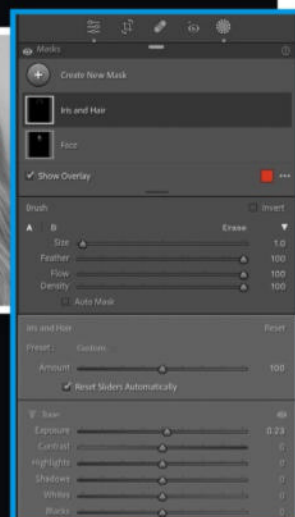 Masks
Create New Mask
Iris and Hair
Face
Show Overlay
Brush Invert
A B Erase
Size 1.0
Feather 100
Flow 100
Density 100
Auto Mask
Iris and Hair Reset
Preset: Custom
Amount 100
Reset Sliders Automatically
Tone
Exposure 0.23
Contrast 0
Highlights 0
Shadows 0
Whites 0
Blacks 0